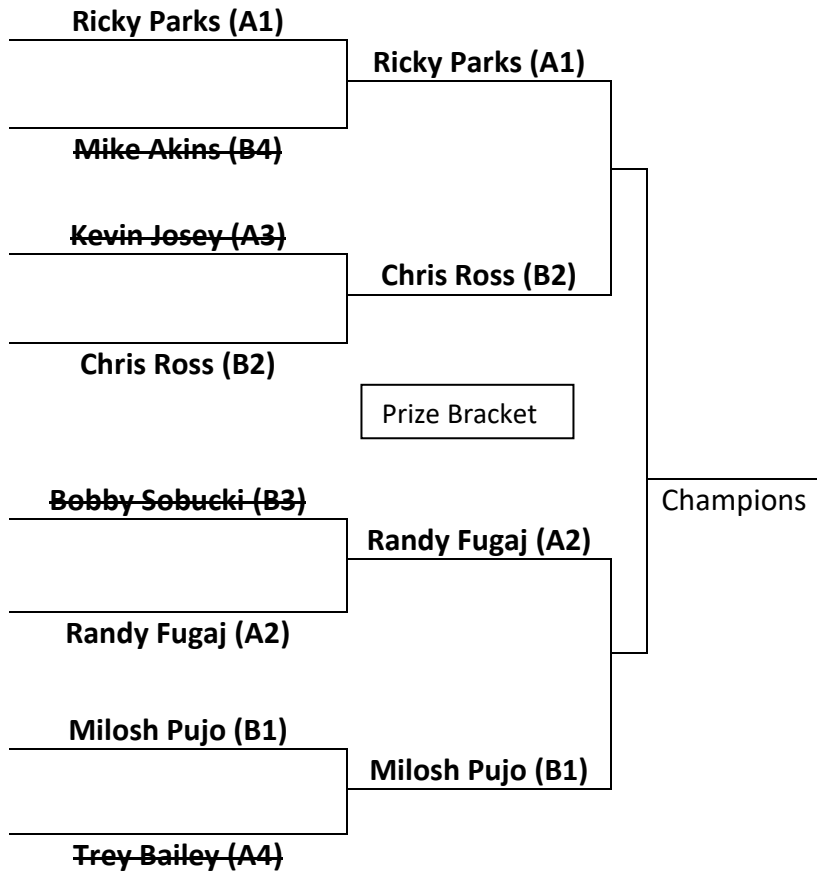 Ricky Parks (A1)
Ricky Parks (A1)
Mike Akins (B4)
Kevin Josey (A3)
Chris Ross (B2)
Chris Ross (B2)
Prize Bracket
Bobby Sobucki (B3)
Champions
Randy Fugaj (A2)
Randy Fugaj (A2)
Milosh Pujo (B1)
Milosh Pujo (B1)
Trey Bailey (A4)